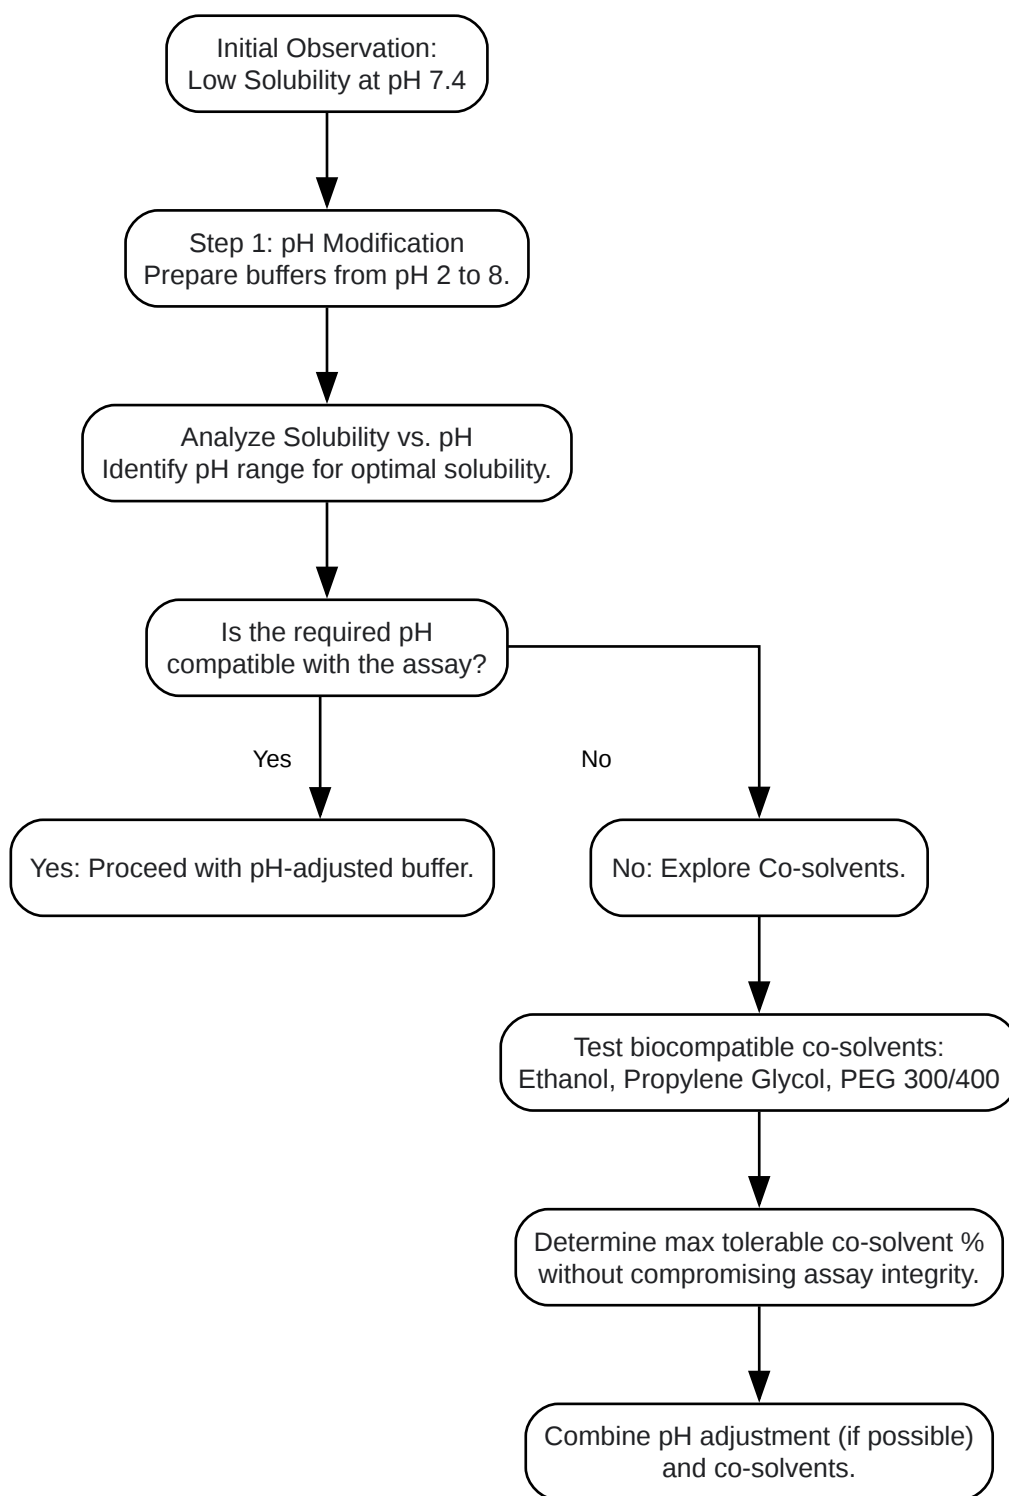 Initial Observation:
Low Solubility at pH 7.4
Step 1: pH Modification
Prepare buffers from pH 2 to 8.
Analyze Solubility vs. pH
Identify pH range for optimal solubility.
Is the required pH
compatible with the assay?
Yes
No
Yes: Proceed with pH-adjusted buffer.
No: Explore Co-solvents.
Test biocompatible co-solvents:
Ethanol, Propylene Glycol, PEG 300/400
Determine max tolerable co-solvent %
without compromising assay integrity.
Combine pH adjustment (if possible)
and co-solvents.